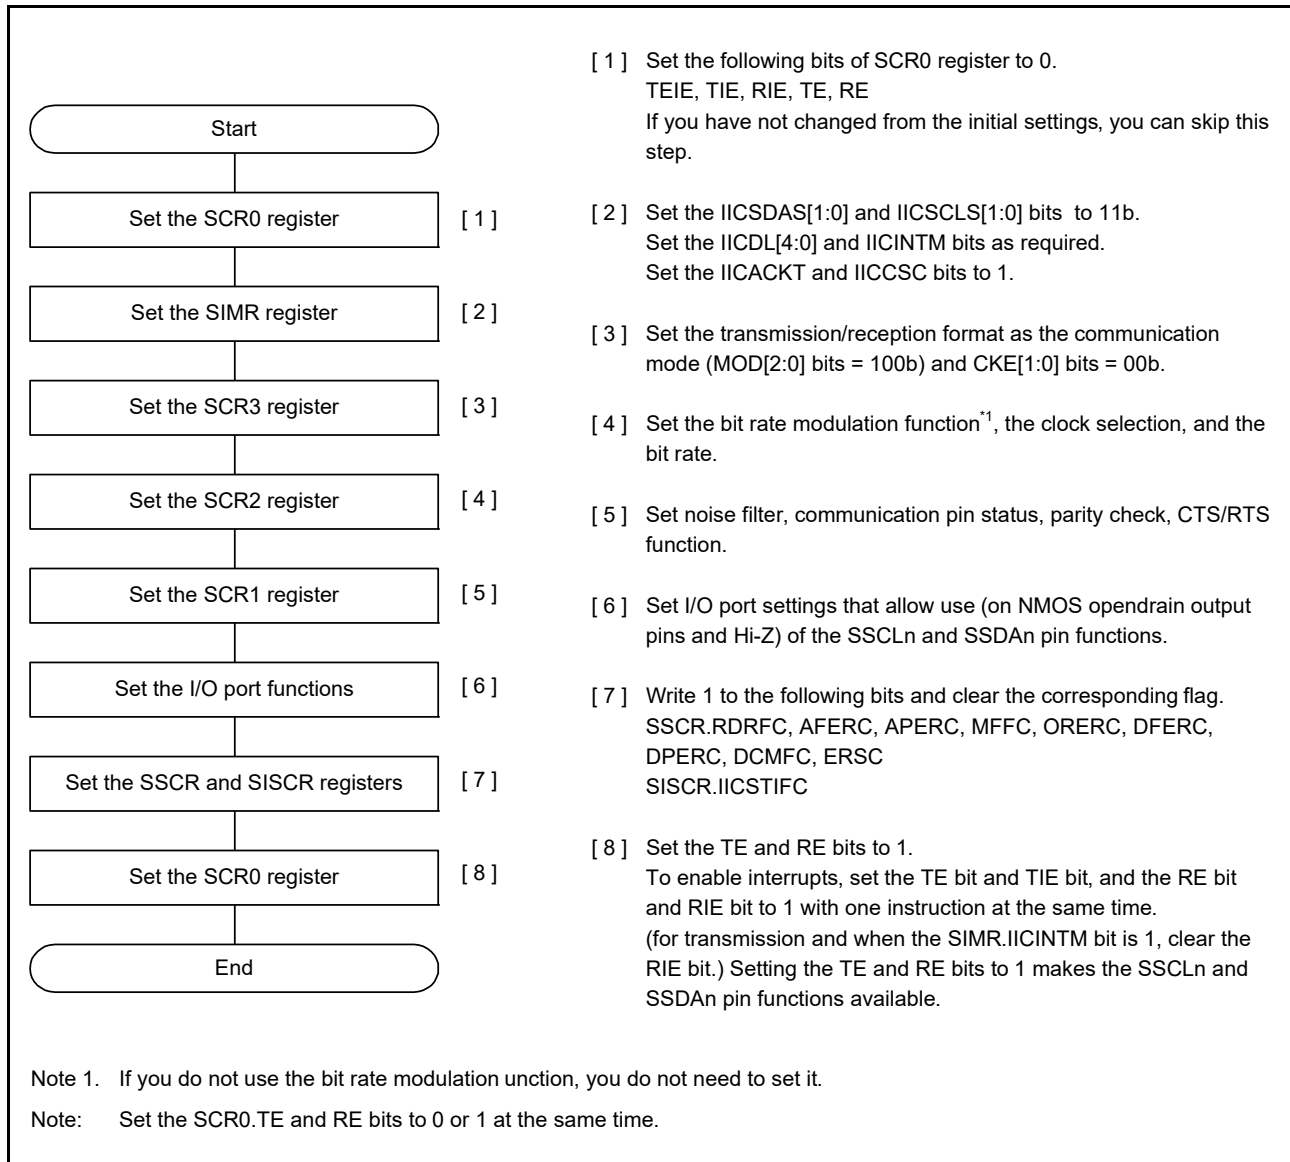 Start
Set the SCR0 register [ 1 ]
Set the SIMR register [ 2 ]
Set the SCR3 register [ 3 ]
Set the SCR2 register [ 4 ]
Set the SCR1 register [ 5 ]
Set the I/O port functions [ 6 ]
Set the SSCR and SISCR registers [ 7 ]
Set the SCR0 register [ 8 ]
End
[ 1 ] Set the following bits of SCR0 register to 0.
TEIE, TIE, RIE, TE, RE
If you have not changed from the initial settings, you can skip this
step.
[ 2 ] Set the IICSDAS[1:0] and IICSCLS[1:0] bits to 11b.
Set the IICDL[4:0] and IICINTM bits as required.
Set the IICACKT and IICCSC bits to 1.
[ 3 ] Set the transmission/reception format as the communication
mode (MOD[2:0] bits = 100b) and CKE[1:0] bits = 00b.
[ 4 ] Set the bit rate modulation function*1, the clock selection, and the
bit rate.
[ 5 ] Set noise filter, communication pin status, parity check, CTS/RTS
function.
[ 6 ] Set I/O port settings that allow use (on NMOS opendrain output
pins and Hi-Z) of the SSCLn and SSDAn pin functions.
[ 7 ] Write 1 to the following bits and clear the corresponding flag.
SSCR.RDRFC, AFERC, APERC, MFFC, ORERC, DFERC,
DPERC, DCMFC, ERSC
SISCR.IICSTIFC
[ 8 ] Set the TE and RE bits to 1.
To enable interrupts, set the TE bit and TIE bit, and the RE bit
and RIE bit to 1 with one instruction at the same time.
(for transmission and when the SIMR.IICINTM bit is 1, clear the
RIE bit.) Setting the TE and RE bits to 1 makes the SSCLn and
SSDAn pin functions available.
Note 1. If you do not use the bit rate modulation unction, you do not need to set it.
Note: Set the SCR0.TE and RE bits to 0 or 1 at the same time.